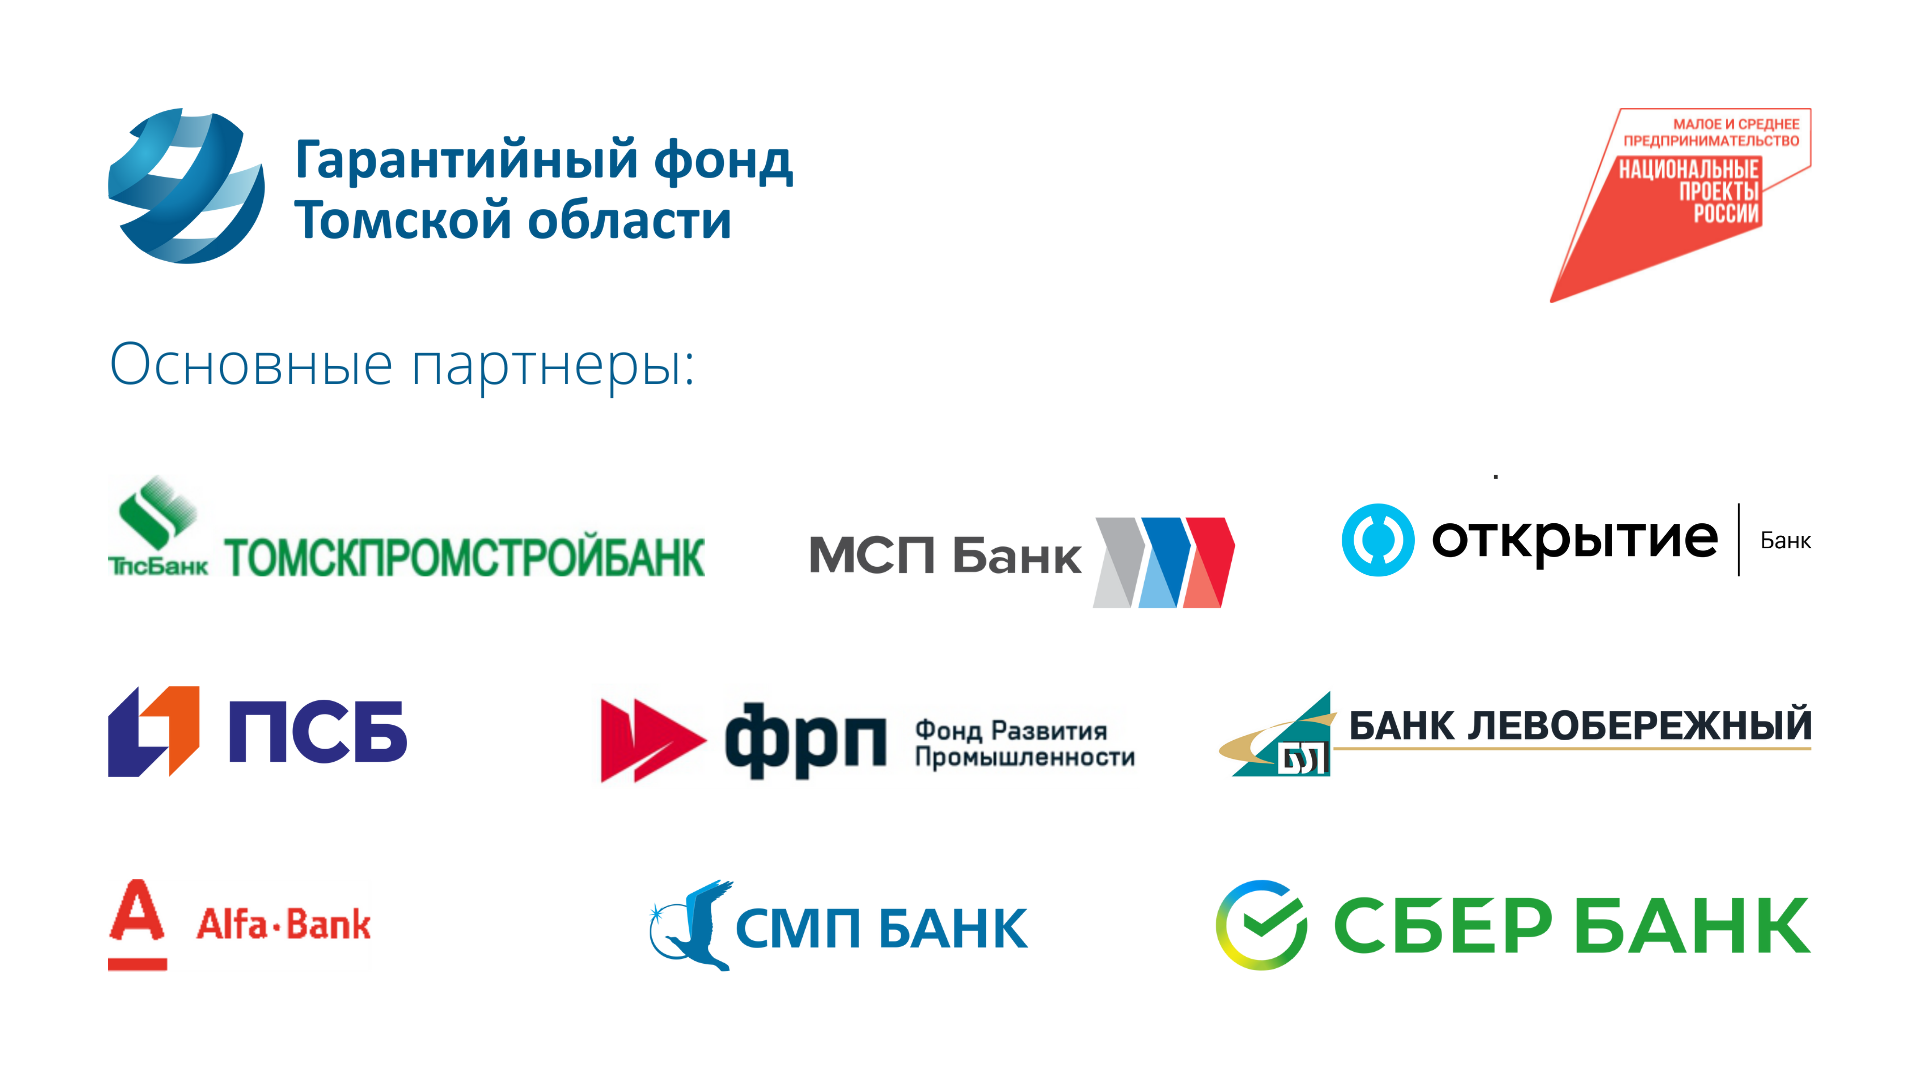 Гарантийный фонд
Томской области
МАЛОЕ И СРЕДНЕЕ
ПРЕДПРИНИМАТЕЛЬСТВО
НАЦИОНАЛЬНЫЕ
ПРОЕКТЫ
РОССИИ
Основные партнеры:
ТпсБанк
ТОМСКПРОМСТРОЙБАНК
МСП Банк
открытие
Банк
ПСБ
фрп
Фонд Развития
Промышленности
БЛ
БАНК ЛЕВОБЕРЕЖНЫЙ
Alfa·Bank
СМП БАНК
СБЕР БАНК